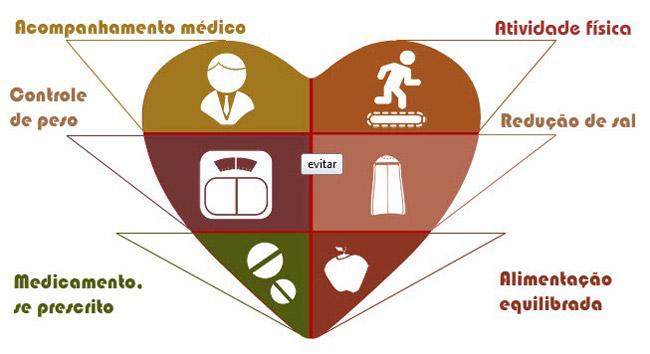 Acompanhamento médico
Atividade física
Controle
de peso
Redução de sal
evitar
Medicamento,
se prescrito
Alimentação
equilibrada